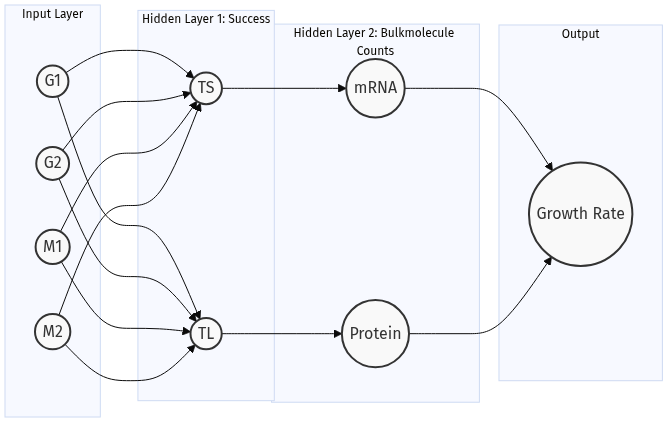 Input Layer
Hidden Layer 1: Success
Hidden Layer 2: Bulkmolecule
Counts
Output
G1
TS
mRNA
G2
Growth Rate
M1
M2
TL
Protein